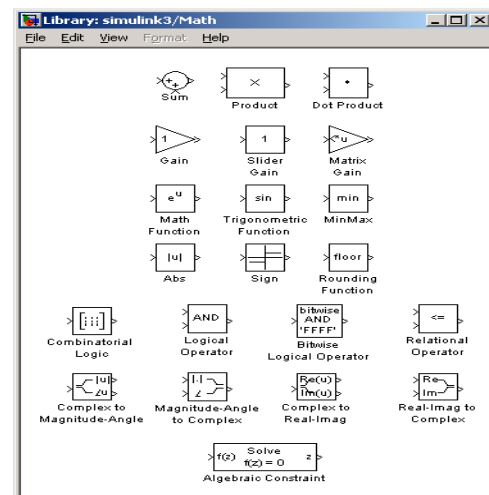 Library: simulink3/Math
File Edit View Format Help
Sum Product Dot Product
1 1 *u
Gain Slider Gain Matrix Gain
e^u sin min
Math Function Trigonometric Function MinMax
|u| floor
Abs Sign Rounding Function
AND bitwise AND 'FFFF' <=
Combinatorial Logic Logical Operator Bitwise Logical Operator Relational Operator
|u| ∠u |.| ∠ Re(u) Im(u) Re Im
Complex to Magnitude-Angle Magnitude-Angle to Complex Complex to Real-Imag Real-Imag to Complex
f(z) Solve f(z) = 0 z
Algebraic Constraint